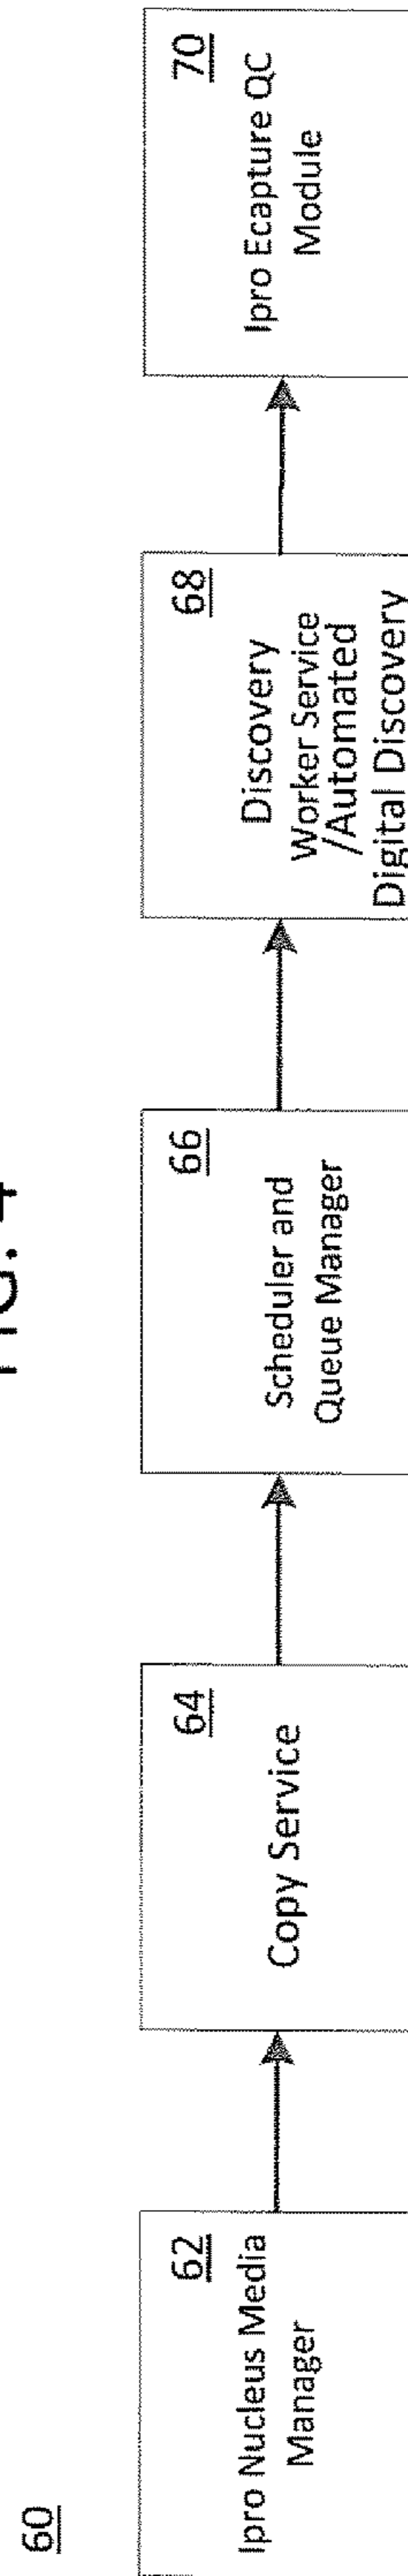 60
62
Ipro Nucleus Media
Manager
64
Copy Service
66
Scheduler and
Queue Manager
68
Discovery
Worker Service
/Automated
Digital Discovery
70
Ipro Ecapture QC
Module